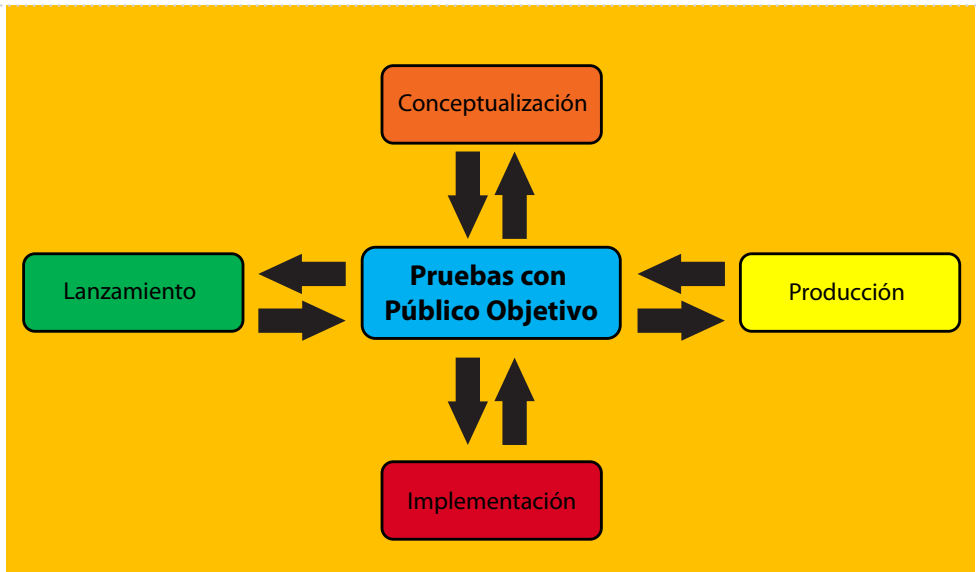 Conceptualización
Lanzamiento
Pruebas con
Público Objetivo
Producción
Implementación